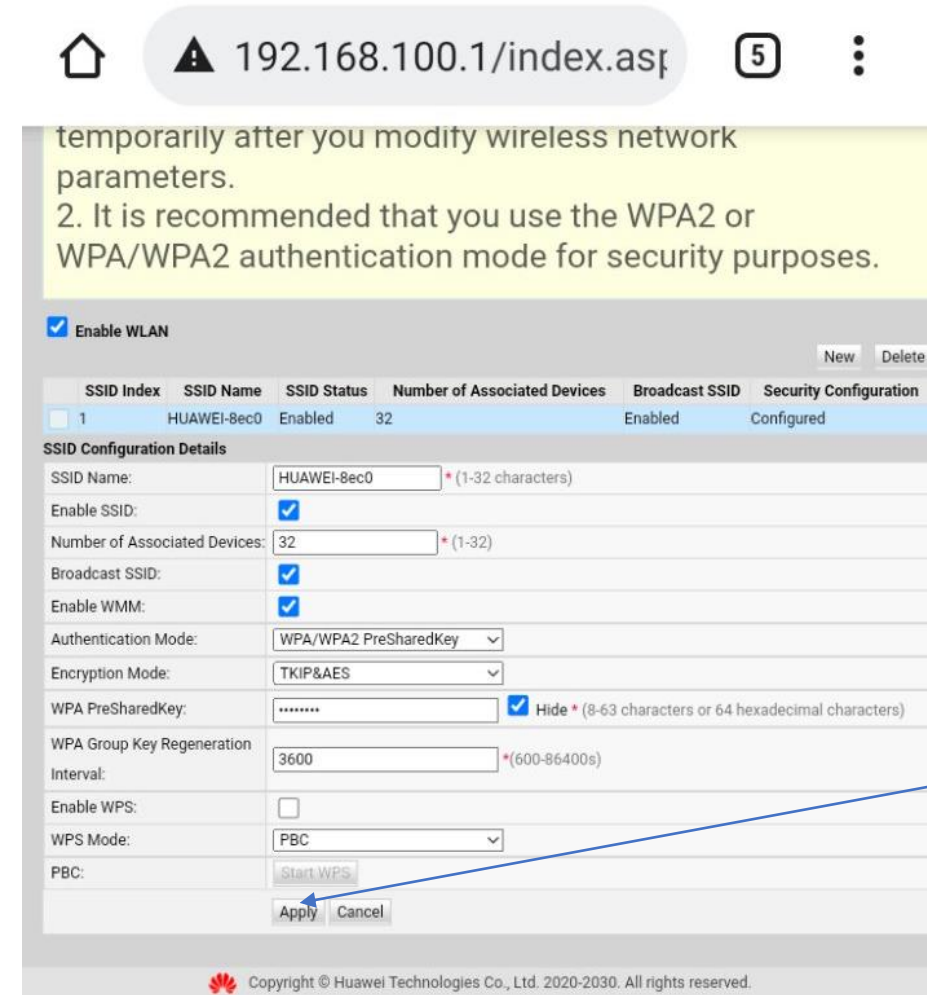 192.168.100.1/index.asp
5
temporarily after you modify wireless network
parameters.
2. It is recommended that you use the WPA2 or
WPA/WPA2 authentication mode for security purposes.
Enable WLAN
New Delete
SSID Index SSID Name SSID Status Number of Associated Devices Broadcast SSID Security Configuration
1 HUAWEI-8ec0 Enabled 32 Enabled Configured
SSID Configuration Details
SSID Name: HUAWEI-8ec0 * (1-32 characters)
Enable SSID:
Number of Associated Devices: 32 * (1-32)
Broadcast SSID:
Enable WMM:
Authentication Mode: WPA/WPA2 PreSharedKey
Encryption Mode: TKIP&AES
WPA PreSharedKey: •••••••• Hide * (8-63 characters or 64 hexadecimal characters)
WPA Group Key Regeneration
Interval: 3600 *(600-86400s)
Enable WPS:
WPS Mode: PBC
PBC: Start WPS
Apply Cancel
Copyright © Huawei Technologies Co., Ltd. 2020-2030. All rights reserved.